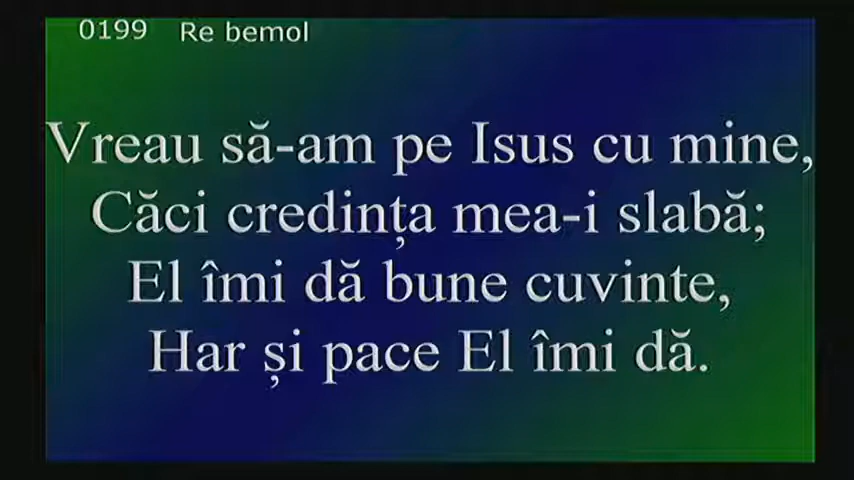 0199 Re bemol
Vreau să-am pe Isus cu mine,
Căci credința mea-i slabă;
El îmi dă bune cuvinte,
Har și pace El îmi dă.